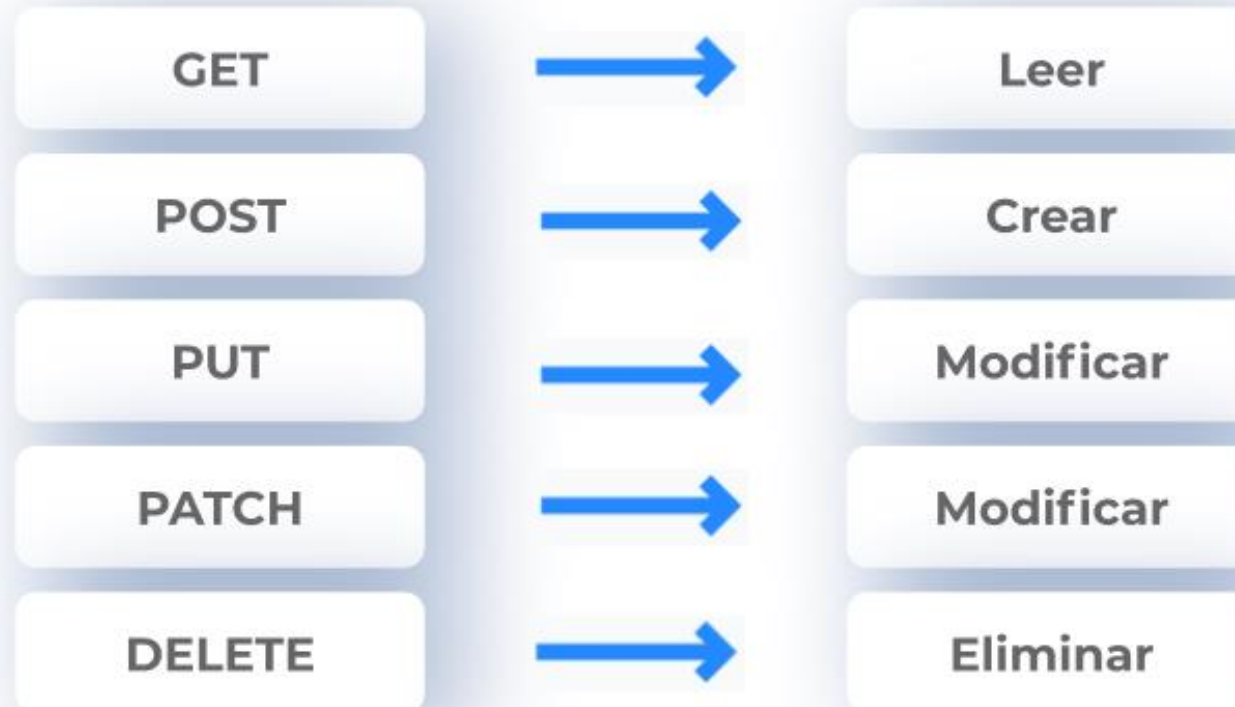 GET
Leer
POST
Crear
PUT
Modificar
PATCH
Modificar
DELETE
Eliminar